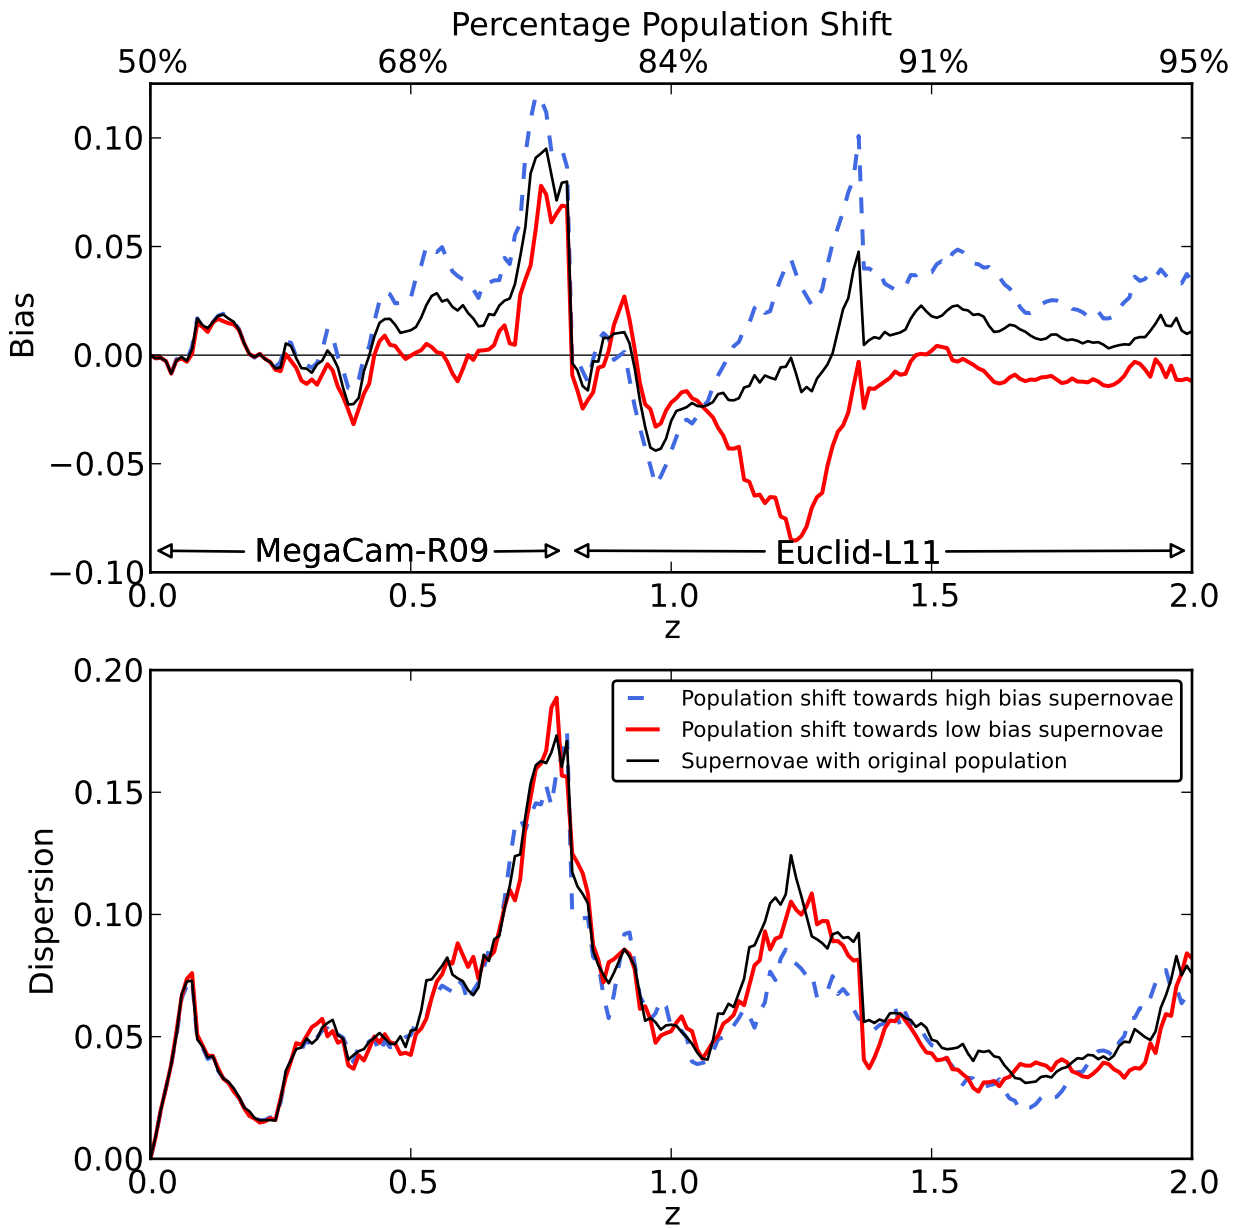 Percentage Population Shift
50% 68% 84% 91% 95%
0.10
0.05
0.00
−0.05
−0.10
Bias
MegaCam-R09 Euclid-L11
0.0 0.5 1.0 1.5 2.0
z
0.20
0.15
0.10
0.05
0.00
Dispersion
Population shift towards high bias supernovae
Population shift towards low bias supernovae
Supernovae with original population
0.0 0.5 1.0 1.5 2.0
z